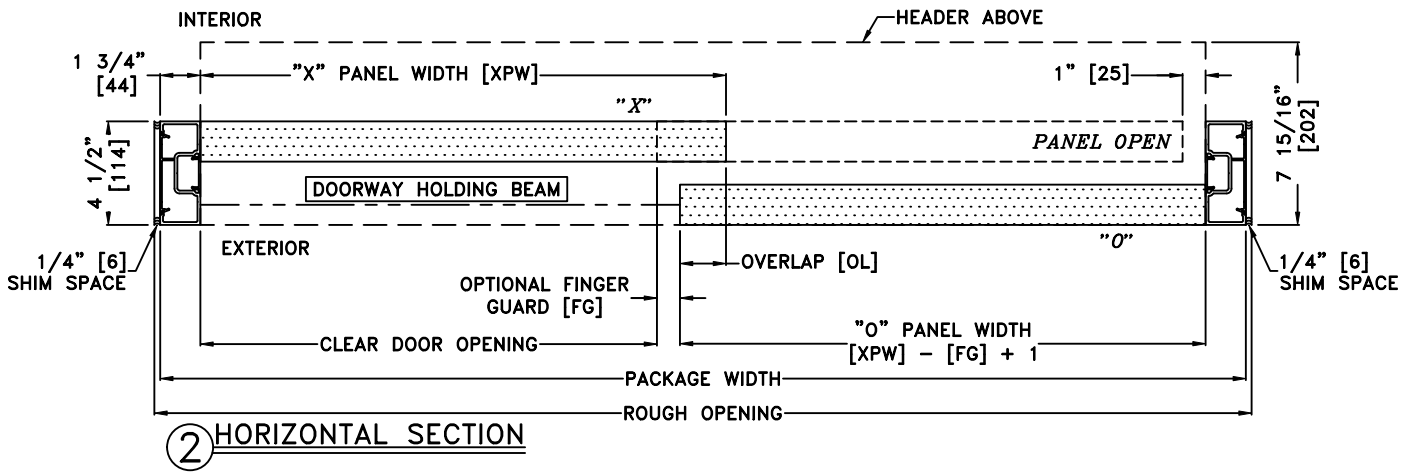 INTERIOR
HEADER ABOVE
1 3/4"
[44]
"X" PANEL WIDTH [XPW]
1" [25]
"X"
PANEL OPEN
4 1/2"
[114]
7 15/16"
[202]
DOORWAY HOLDING BEAM
EXTERIOR
"O"
1/4" [6]
SHIM SPACE
OVERLAP [OL]
1/4" [6]
SHIM SPACE
OPTIONAL FINGER
GUARD [FG]
"O" PANEL WIDTH
[XPW] - [FG] + 1
CLEAR DOOR OPENING
PACKAGE WIDTH
ROUGH OPENING
2 HORIZONTAL SECTION